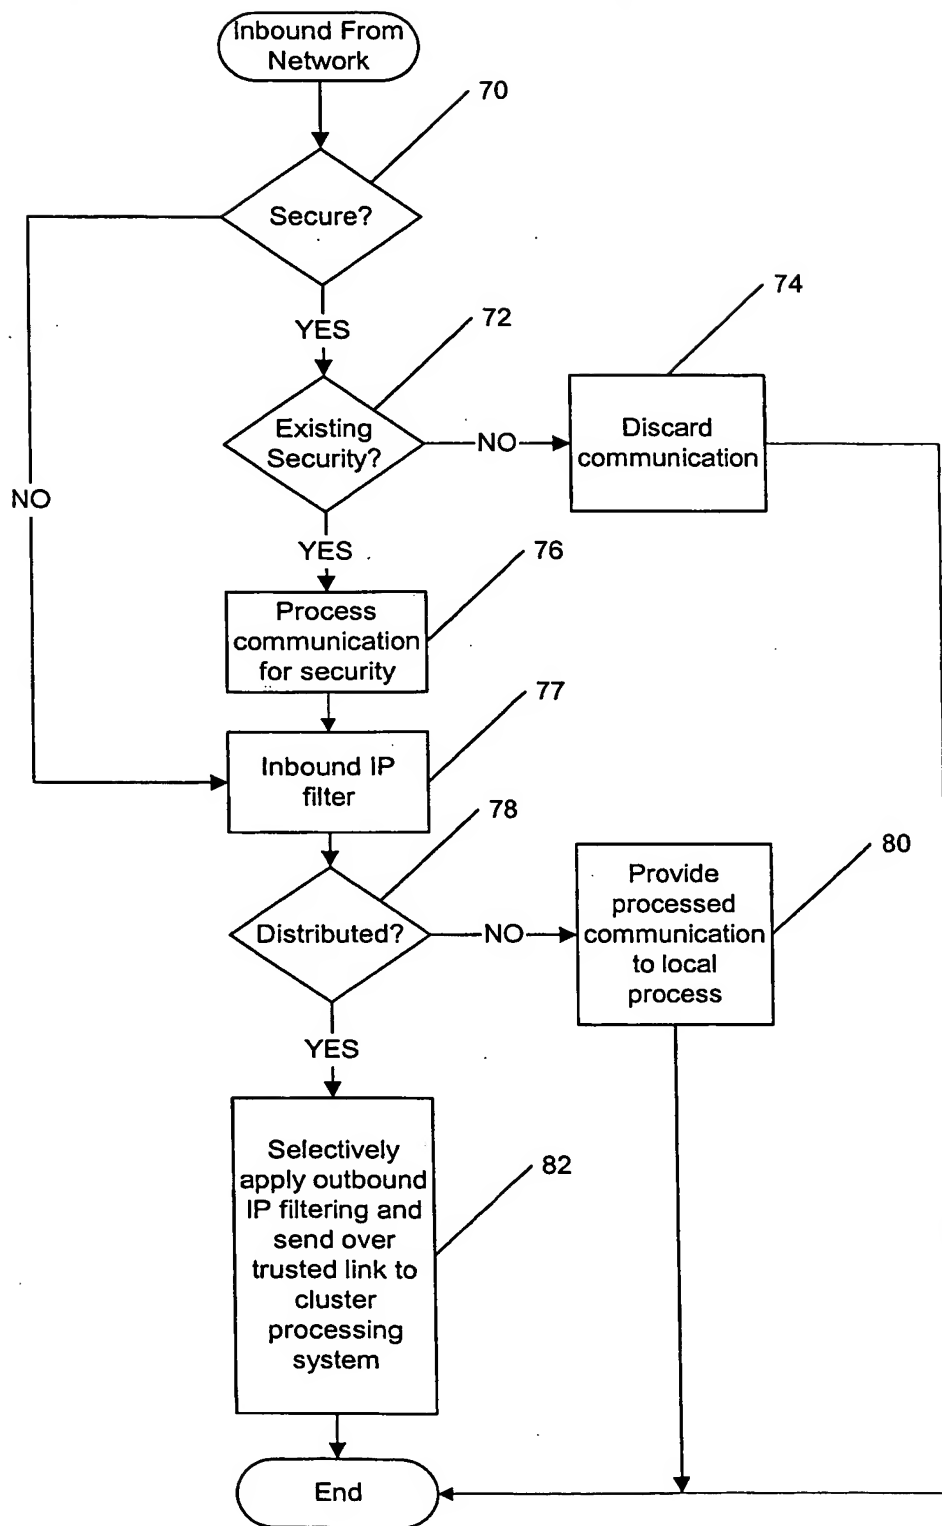 Inbound From
Network
70
Secure?
YES
72
74
Existing
Security?
NO
Discard
communication
NO
YES
76
Process
communication
for security
77
Inbound IP
filter
78
80
Distributed?
NO
Provide
processed
communication
to local
process
YES
82
Selectively
apply outbound
IP filtering and
send over
trusted link to
cluster
processing
system
End